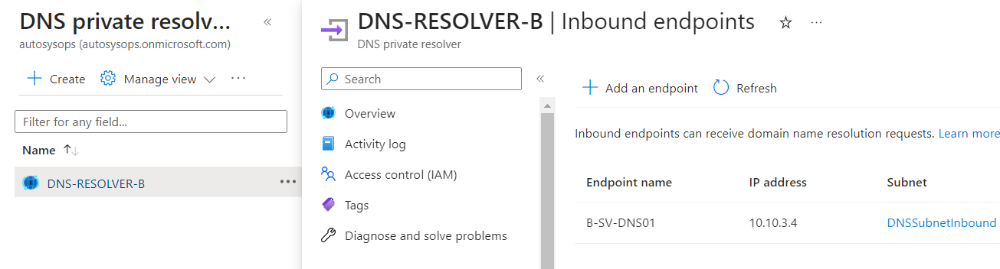 DNS private resolv...
autosysops (autosysops.onmicrosoft.com)
Create Manage view ...
Filter for any field...
Name
DNS-RESOLVER-B ...
DNS-RESOLVER-B | Inbound endpoints ...
DNS private resolver
Search
Overview
Activity log
Access control (IAM)
Tags
Diagnose and solve problems
Add an endpoint Refresh
Inbound endpoints can receive domain name resolution requests. Learn more
Endpoint name IP address Subnet
B-SV-DNS01 10.10.3.4 DNSSubnetInbound